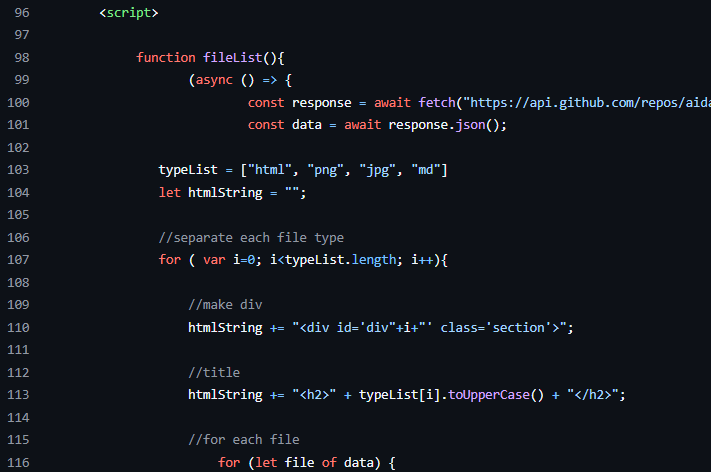 96 <script>
97
98 function fileList(){
99 (async () => {
100 const response = await fetch("https://api.github.com/repos/aida
101 const data = await response.json();
102
103 typeList = ["html", "png", "jpg", "md"]
104 let htmlString = "";
105
106 //separate each file type
107 for ( var i=0; i<typeList.length; i++){
108
109 //make div
110 htmlString += "<div id='div"+i+"' class='section'>";
111
112 //title
113 htmlString += "<h2>" + typeList[i].toUpperCase() + "</h2>";
114
115 //for each file
116 for (let file of data) {